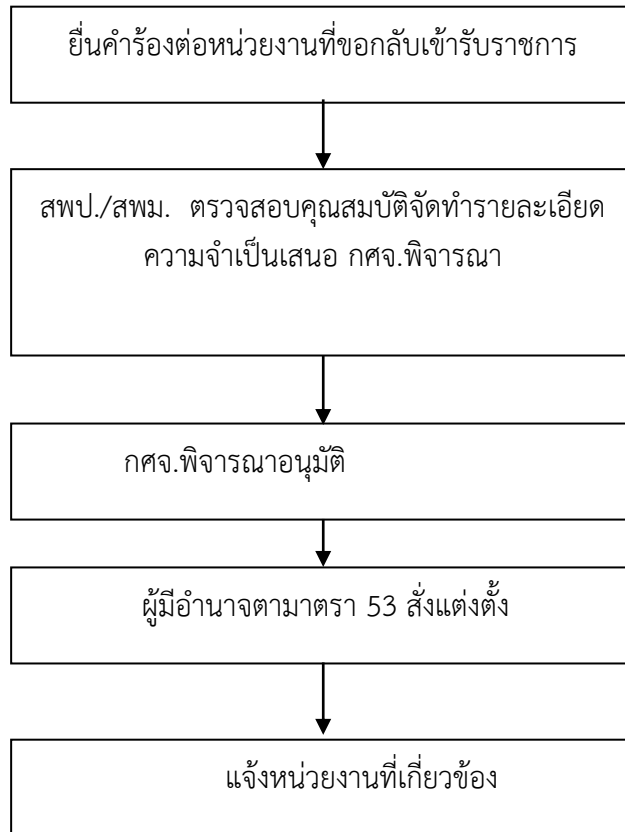 ยื่นคำร้องต่อหน่วยงานที่ขอกลับเข้ารับราชการ
สพป./สพม. ตรวจสอบคุณสมบัติจัดทำรายละเอียด
ความจำเป็นเสนอ กศจ.พิจารณา
กศจ.พิจารณาอนุมัติ
ผู้มีอำนาจตามาตรา 53 สั่งแต่งตั้ง
แจ้งหน่วยงานที่เกี่ยวข้อง